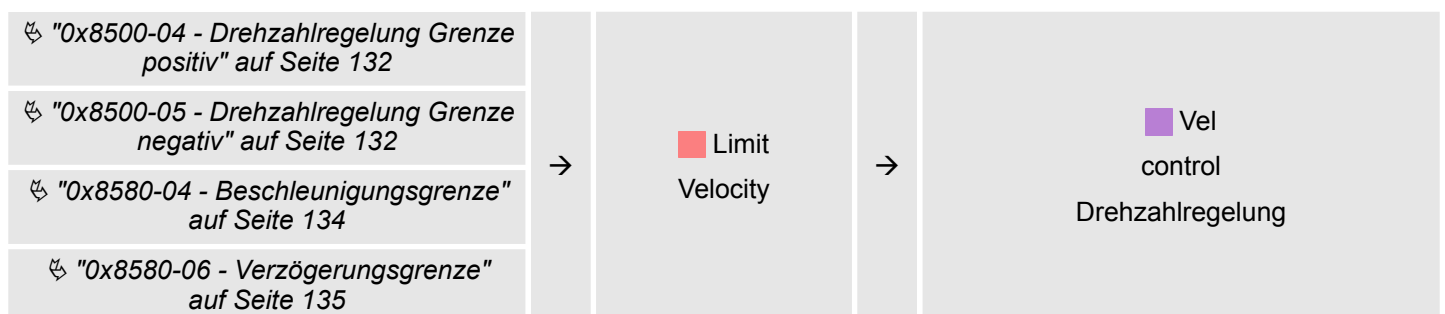 "0x8500-04 - Drehzahlregelung Grenze
positiv" auf Seite 132
"0x8500-05 - Drehzahlregelung Grenze
negativ" auf Seite 132
"0x8580-04 - Beschleunigungsgrenze"
auf Seite 134
"0x8580-06 - Verzögerungsgrenze"
auf Seite 135
→
Limit
Velocity
→
Vel
control
Drehzahlregelung